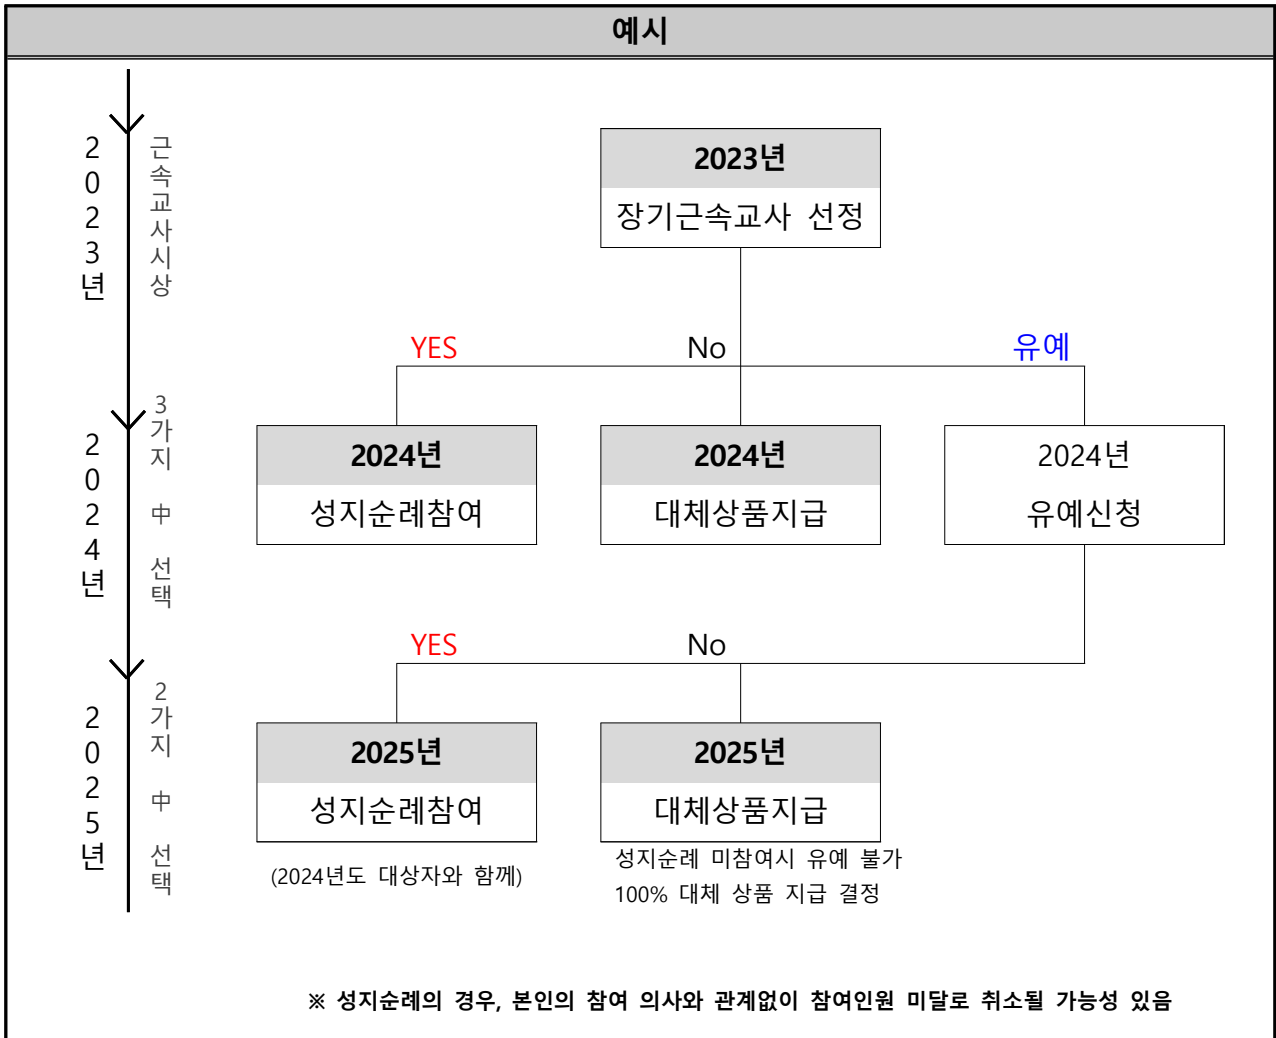 예시
2023년
근속교사시상
2023년
장기근속교사 선정
YES
No
유예
2024년
3가지 中 선택
2024년
성지순례참여
2024년
대체상품지급
2024년
유예신청
YES
No
2025년
2가지 中 선택
2025년
성지순례참여
(2024년도 대상자와 함께)
2025년
대체상품지급
성지순례 미참여시 유예 불가
100% 대체 상품 지급 결정
※ 성지순례의 경우, 본인의 참여 의사와 관계없이 참여인원 미달로 취소될 가능성 있음